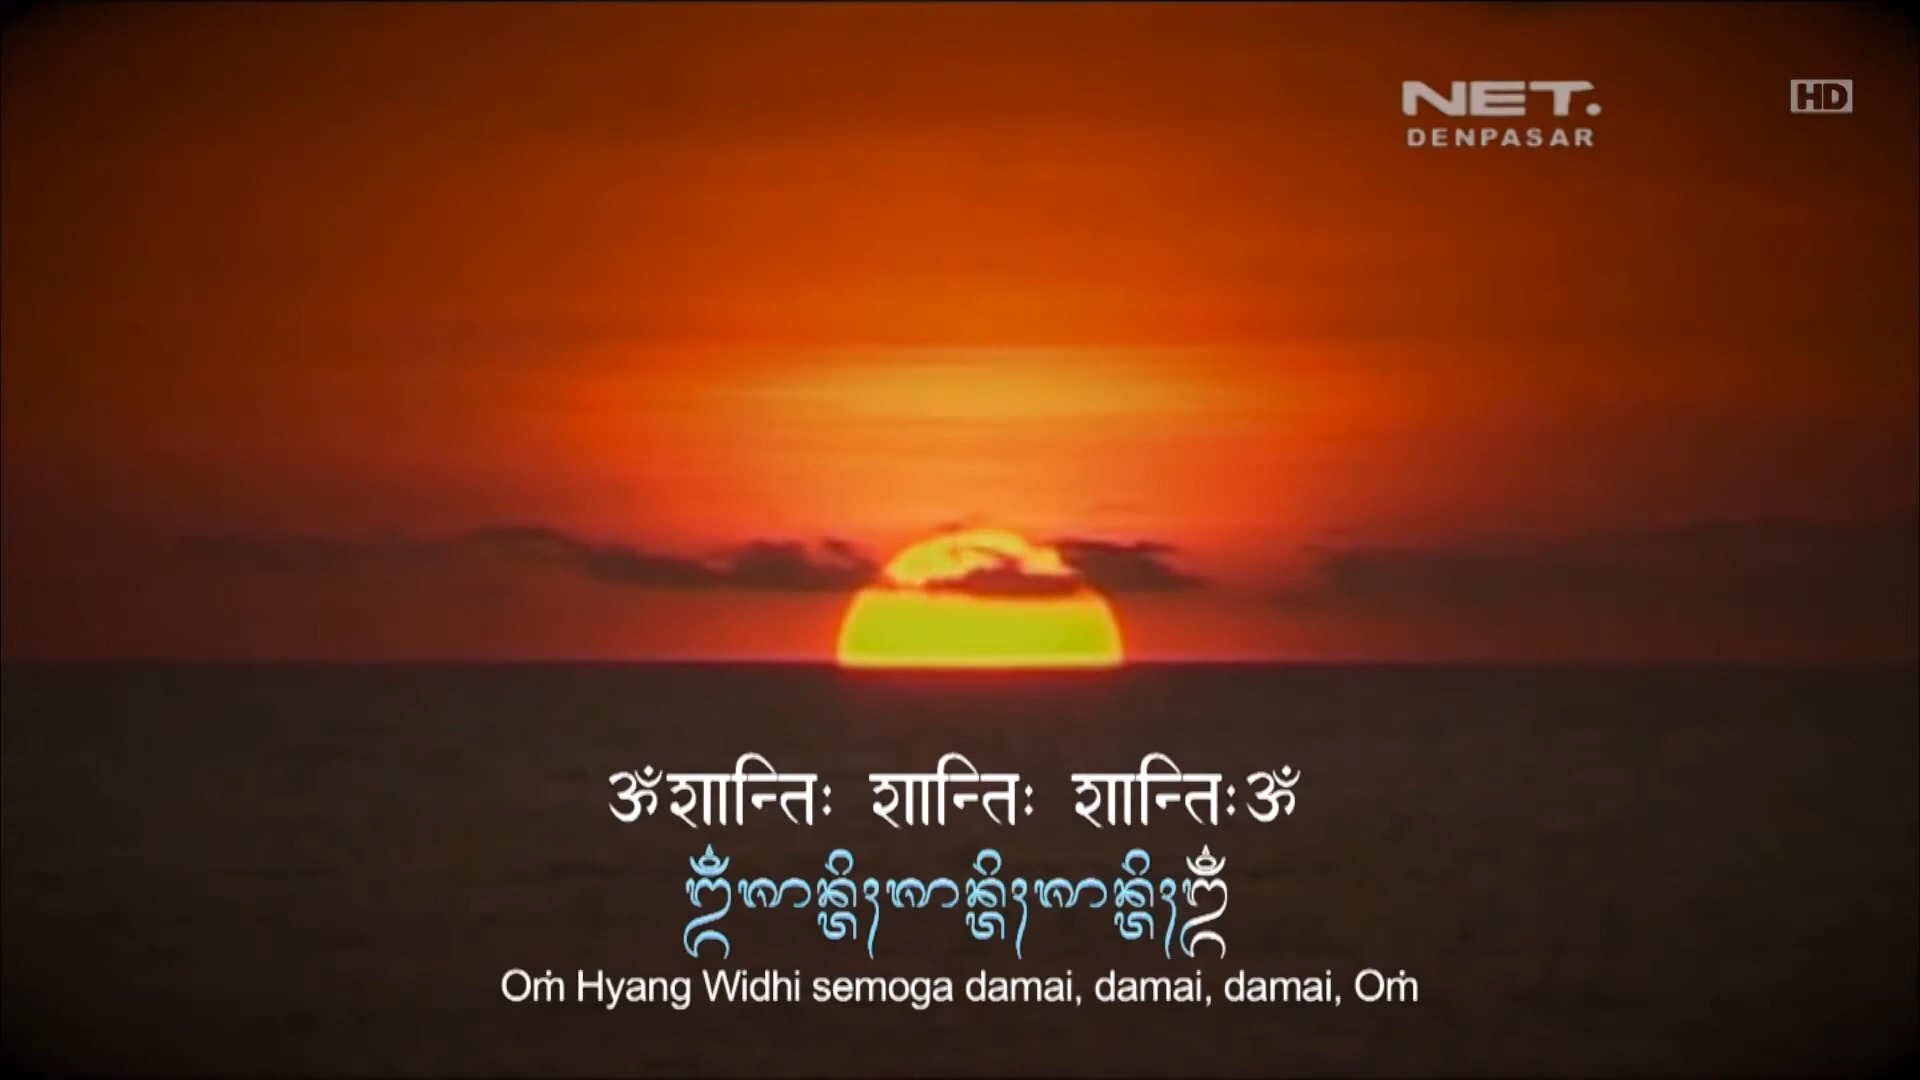 NET.
DENPASAR
HD
ॐ शान्तिः शान्तिः शान्तिः ॐ
ᬒᬁᬰᬵᬦ᭄ᬢᬶᬄᬰᬵᬦ᭄ᬢᬶᬄᬰᬵᬦ᭄ᬢᬶᬄᬒᬁ
Oṁ Hyang Widhi semoga damai, damai, damai, Oṁ